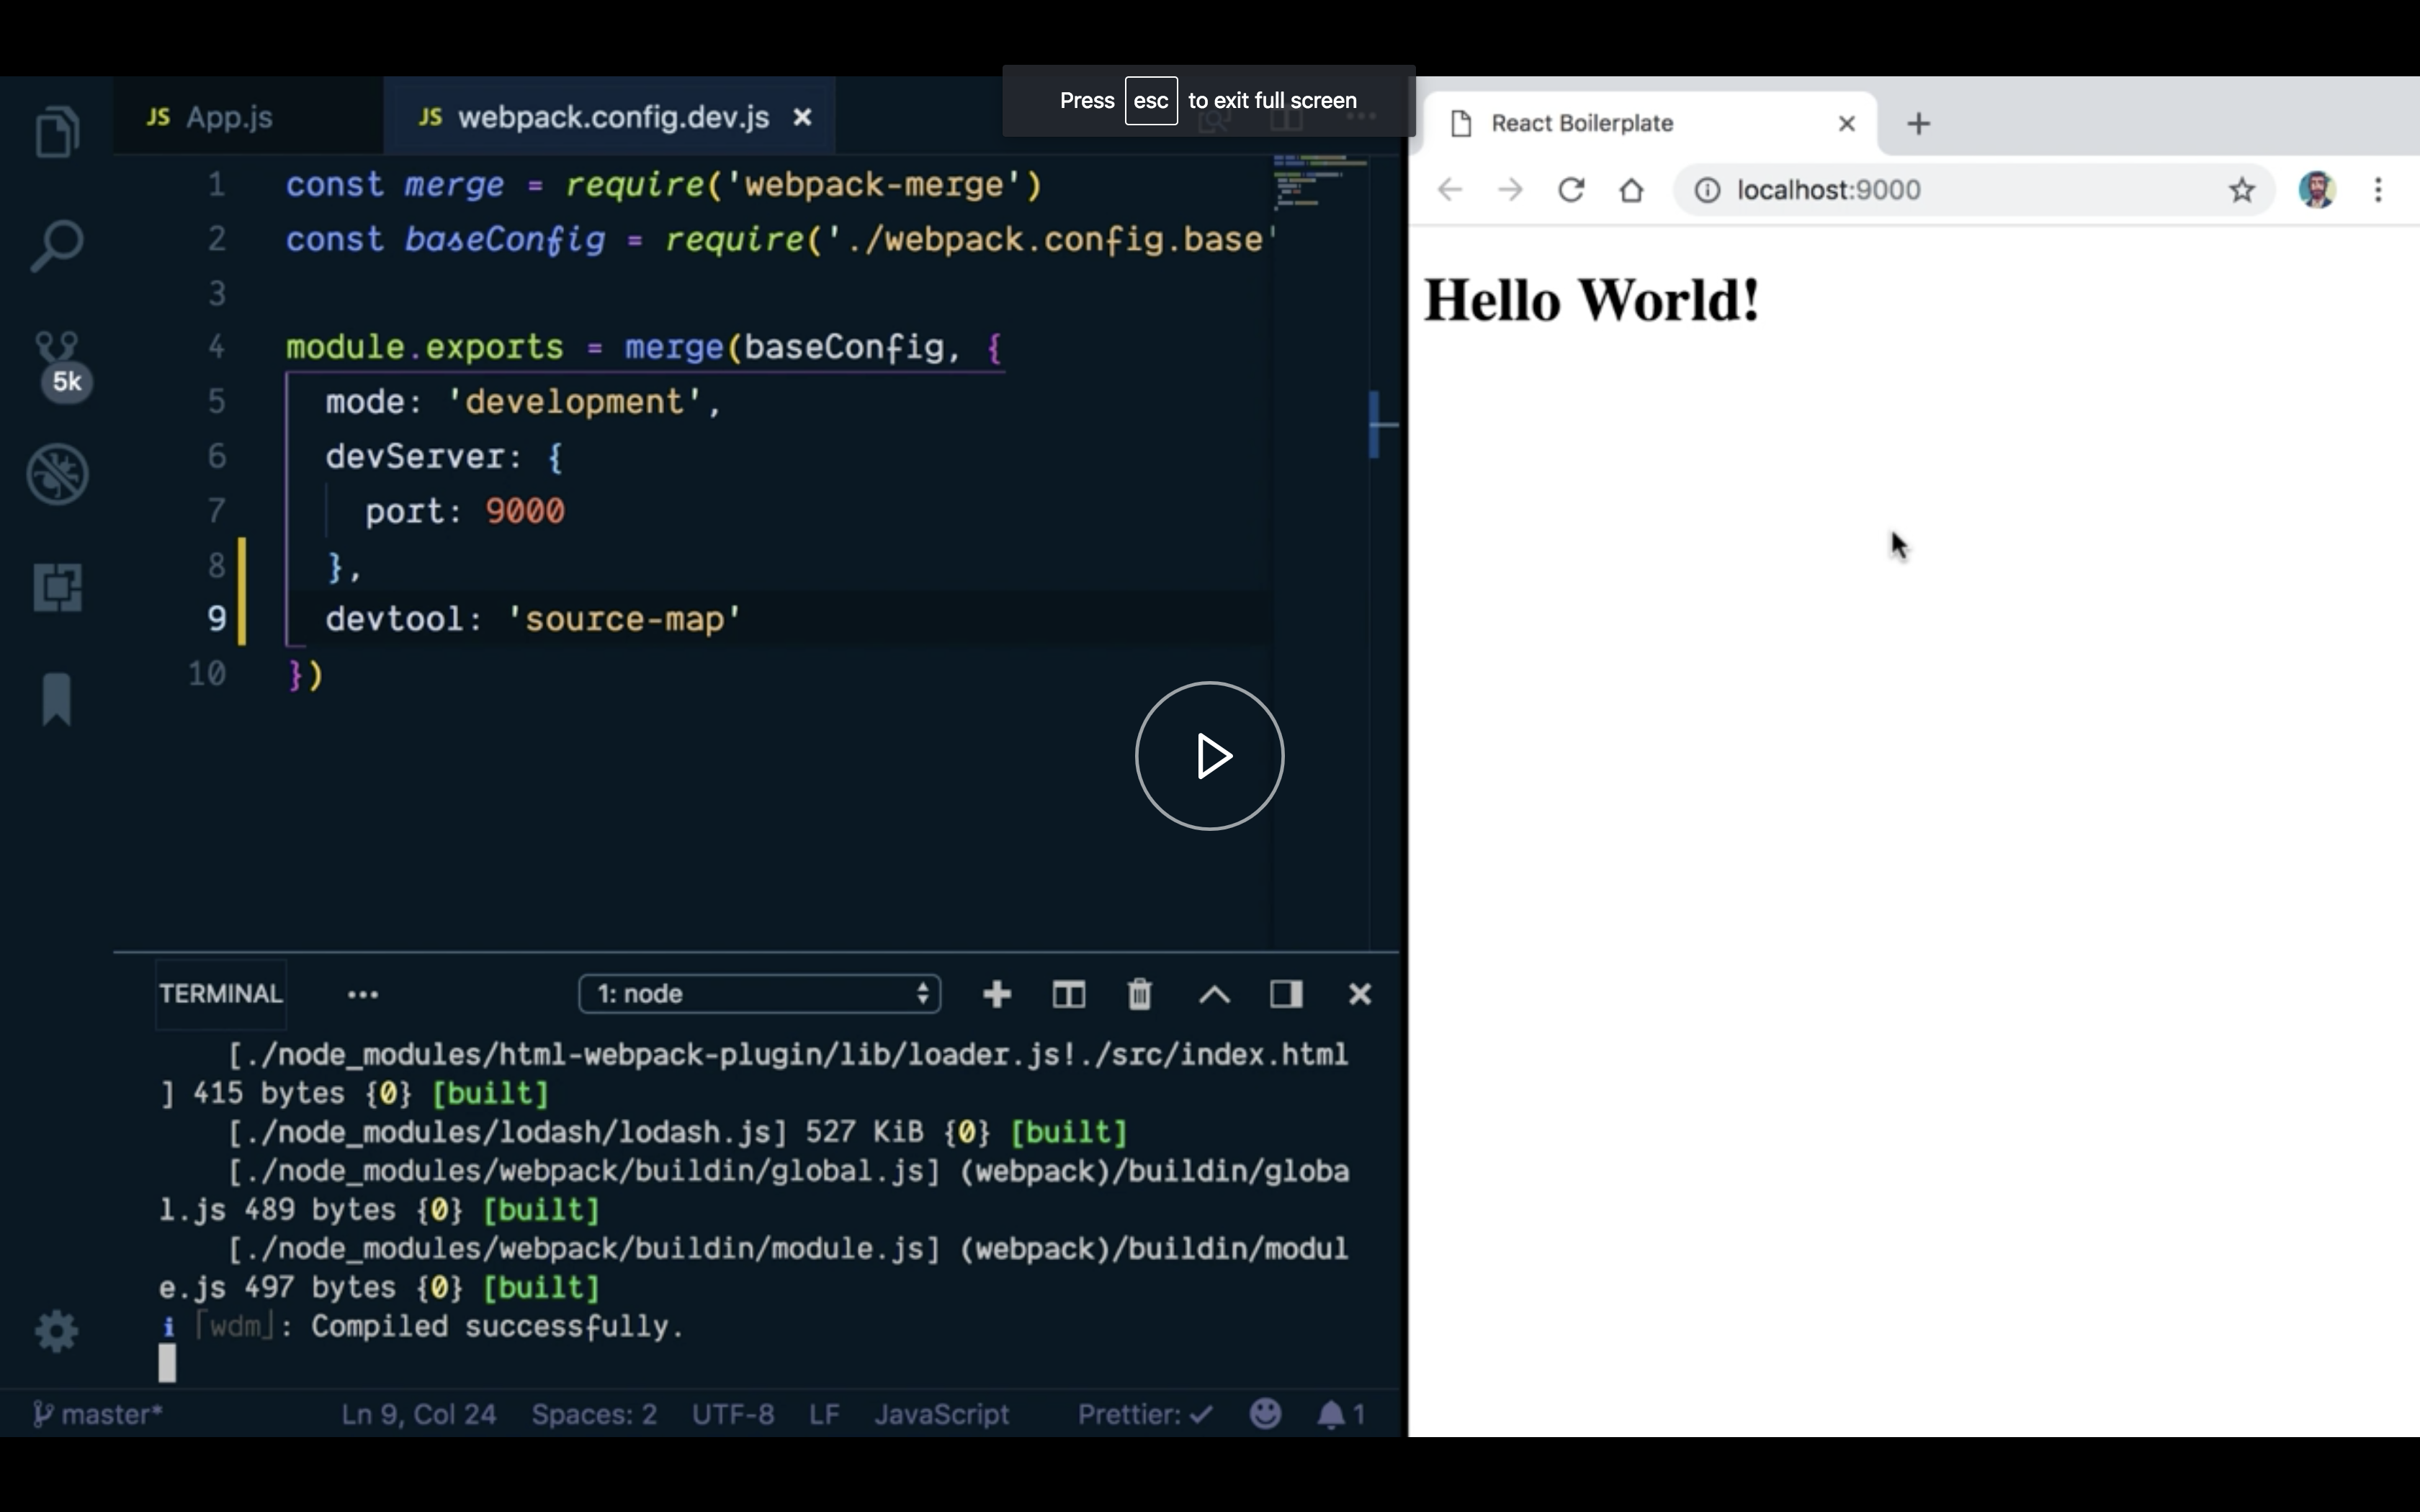 Press esc to exit full screen
JS App.js
JS webpack.config.dev.js
5k
1 const merge = require('webpack-merge')
2 const baseConfig = require('./webpack.config.base'
3
4 module.exports = merge(baseConfig, {
5 mode: 'development',
6 devServer: {
7 port: 9000
8 },
9 devtool: 'source-map'
10 })
TERMINAL
1: node
[./node_modules/html-webpack-plugin/lib/loader.js!./src/index.html
] 415 bytes {0} [built]
[./node_modules/lodash/lodash.js] 527 KiB {0} [built]
[./node_modules/webpack/buildin/global.js] (webpack)/buildin/globa
l.js 489 bytes {0} [built]
[./node_modules/webpack/buildin/module.js] (webpack)/buildin/modul
e.js 497 bytes {0} [built]
i ｢wdm｣: Compiled successfully.
master* Ln 9, Col 24 Spaces: 2 UTF-8 LF JavaScript Prettier: ✓ 1
React Boilerplate
localhost:9000
Hello World!